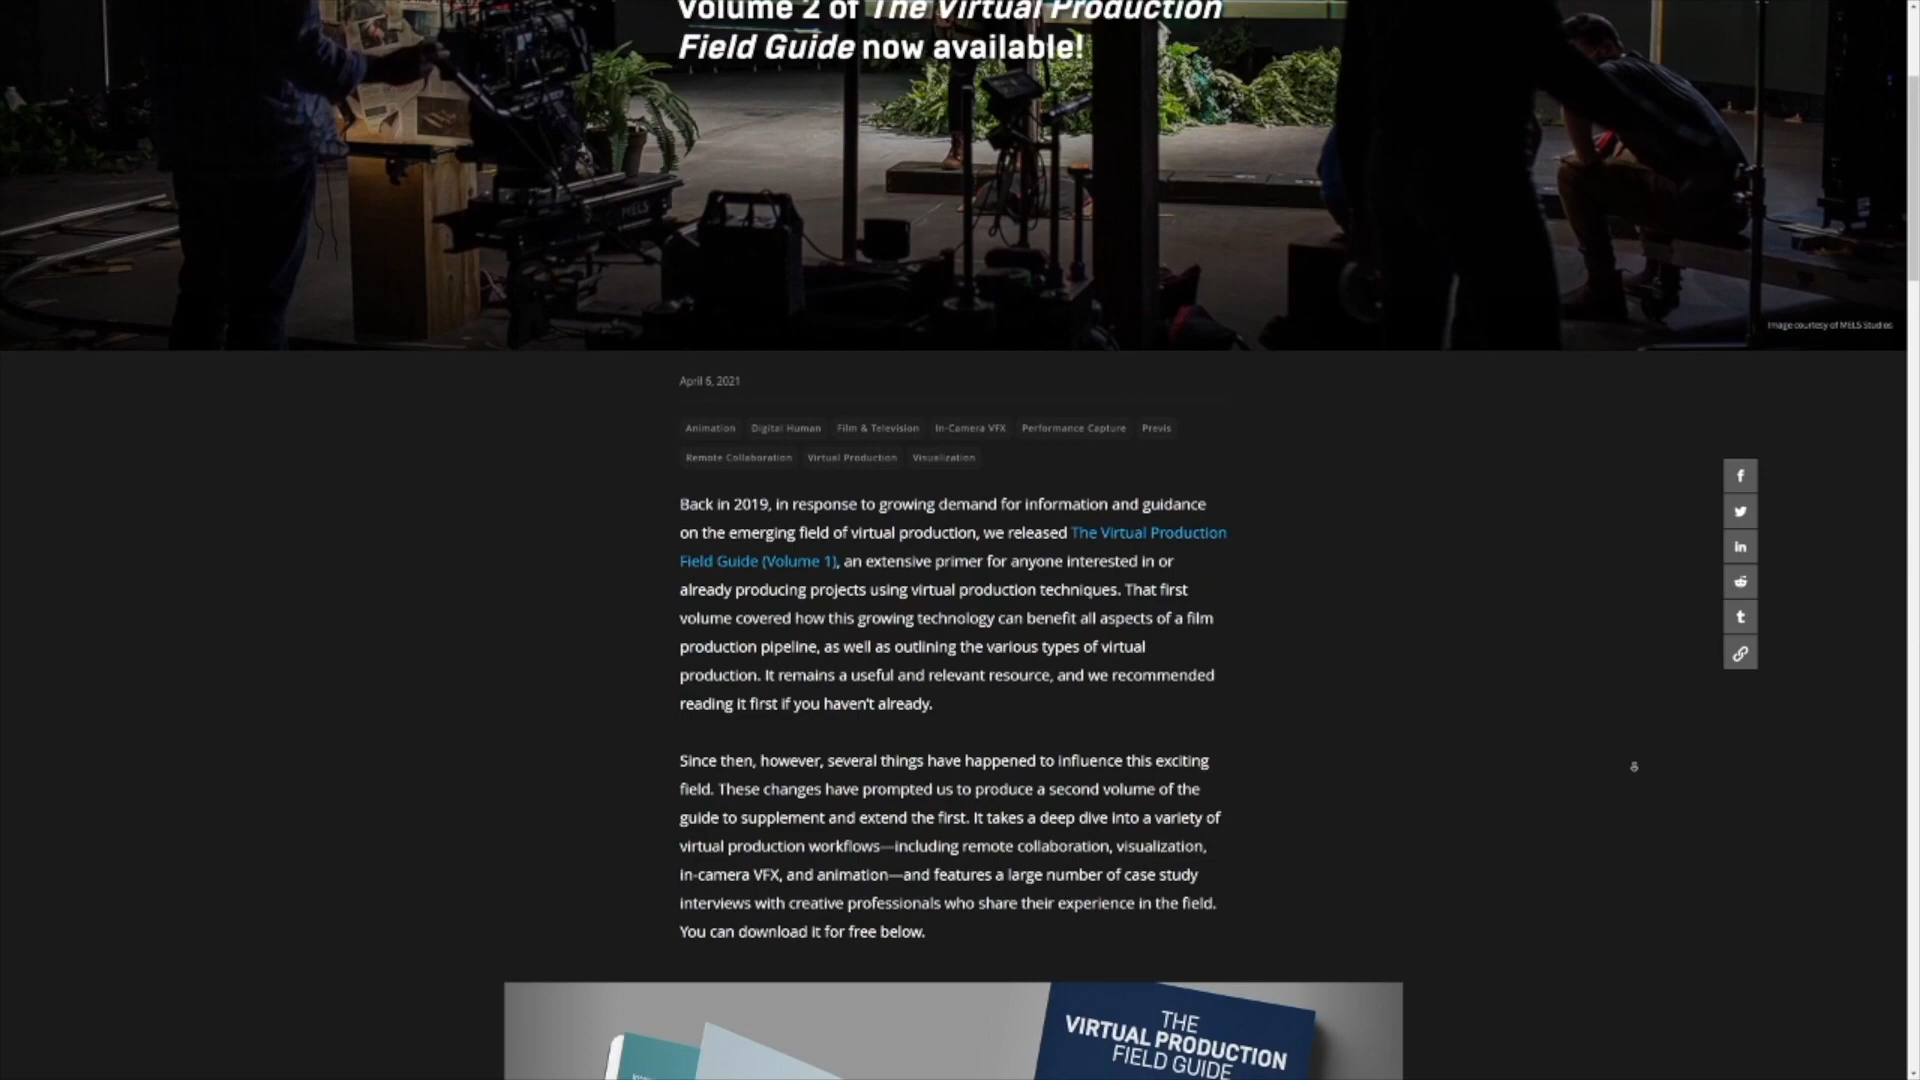 Volume 2 of The Virtual Production
Field Guide now available!
MELS
Image courtesy of MELS Studios
April 6, 2021
Animation Digital Human Film & Television In-Camera VFX Performance Capture Previs
Remote Collaboration Virtual Production Visualization
Back in 2019, in response to growing demand for information and guidance
on the emerging field of virtual production, we released The Virtual Production
Field Guide (Volume 1), an extensive primer for anyone interested in or
already producing projects using virtual production techniques. That first
volume covered how this growing technology can benefit all aspects of a film
production pipeline, as well as outlining the various types of virtual
production. It remains a useful and relevant resource, and we recommended
reading it first if you haven't already.
Since then, however, several things have happened to influence this exciting
field. These changes have prompted us to produce a second volume of the
guide to supplement and extend the first. It takes a deep dive into a variety of
virtual production workflows—including remote collaboration, visualization,
in-camera VFX, and animation—and features a large number of case study
interviews with creative professionals who share their experience in the field.
You can download it for free below.
THE
VIRTUAL PRODUCTION
FIELD GUIDE